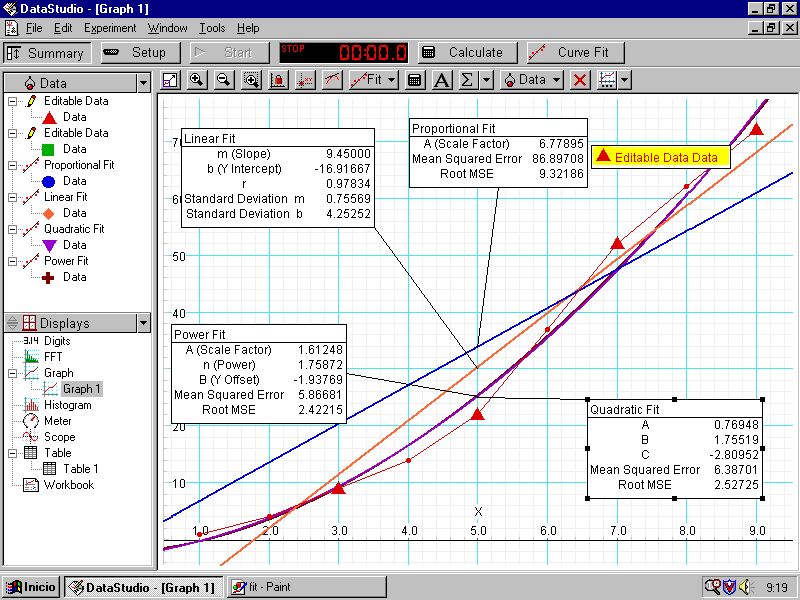 DataStudio - [Graph 1]
File Edit Experiment Window Tools Help
Summary Setup Start STOP 00:00.0 Calculate Curve Fit
Data
Fit A Σ Data
Editable Data
Data
Editable Data
Data
Proportional Fit
Data
Linear Fit
Data
Quadratic Fit
Data
Power Fit
Data
Displays
3.14 Digits
FFT
Graph
Graph 1
Histogram
Meter
Scope
Table
Table 1
Workbook
Linear Fit
m (Slope) 9.45000
b (Y Intercept) -16.91667
r 0.97834
Standard Deviation m 0.75569
Standard Deviation b 4.25252
Proportional Fit
A (Scale Factor) 6.77895
Mean Squared Error 86.89708
Root MSE 9.32186
Editable Data Data
Power Fit
A (Scale Factor) 1.61248
n (Power) 1.75872
B (Y Offset) -1.93769
Mean Squared Error 5.86681
Root MSE 2.42215
Quadratic Fit
A 0.76948
B 1.75519
C -2.80952
Mean Squared Error 6.38701
Root MSE 2.52725
50
40
30
20
10
X
1.0 2.0 3.0 4.0 5.0 6.0 7.0 8.0 9.0
Inicio DataStudio - [Graph 1] fit - Paint 9:19